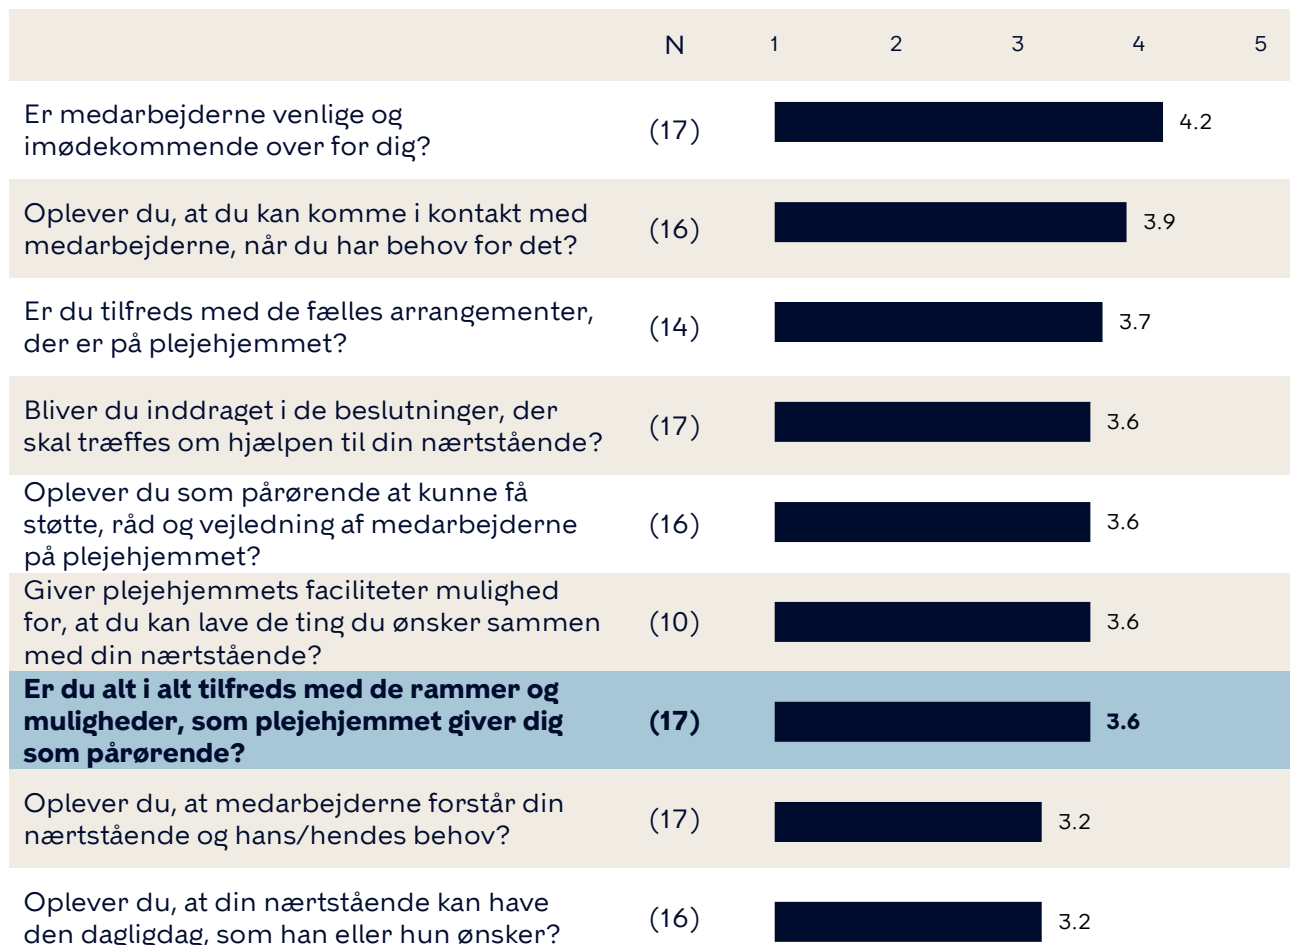 N 1 2 3 4 5
Er medarbejderne venlige og
imødekommende over for dig?
(17) 4.2
Oplever du, at du kan komme i kontakt med
medarbejderne, når du har behov for det?
(16) 3.9
Er du tilfreds med de fælles arrangementer,
der er på plejehjemmet?
(14) 3.7
Bliver du inddraget i de beslutninger, der
skal træffes om hjælpen til din nærtstående?
(17) 3.6
Oplever du som pårørende at kunne få
støtte, råd og vejledning af medarbejderne
på plejehjemmet?
(16) 3.6
Giver plejehjemmets faciliteter mulighed
for, at du kan lave de ting du ønsker sammen
med din nærtstående?
(10) 3.6
Er du alt i alt tilfreds med de rammer og
muligheder, som plejehjemmet giver dig
som pårørende?
(17) 3.6
Oplever du, at medarbejderne forstår din
nærtstående og hans/hendes behov?
(17) 3.2
Oplever du, at din nærtstående kan have
den dagligdag, som han eller hun ønsker?
(16) 3.2